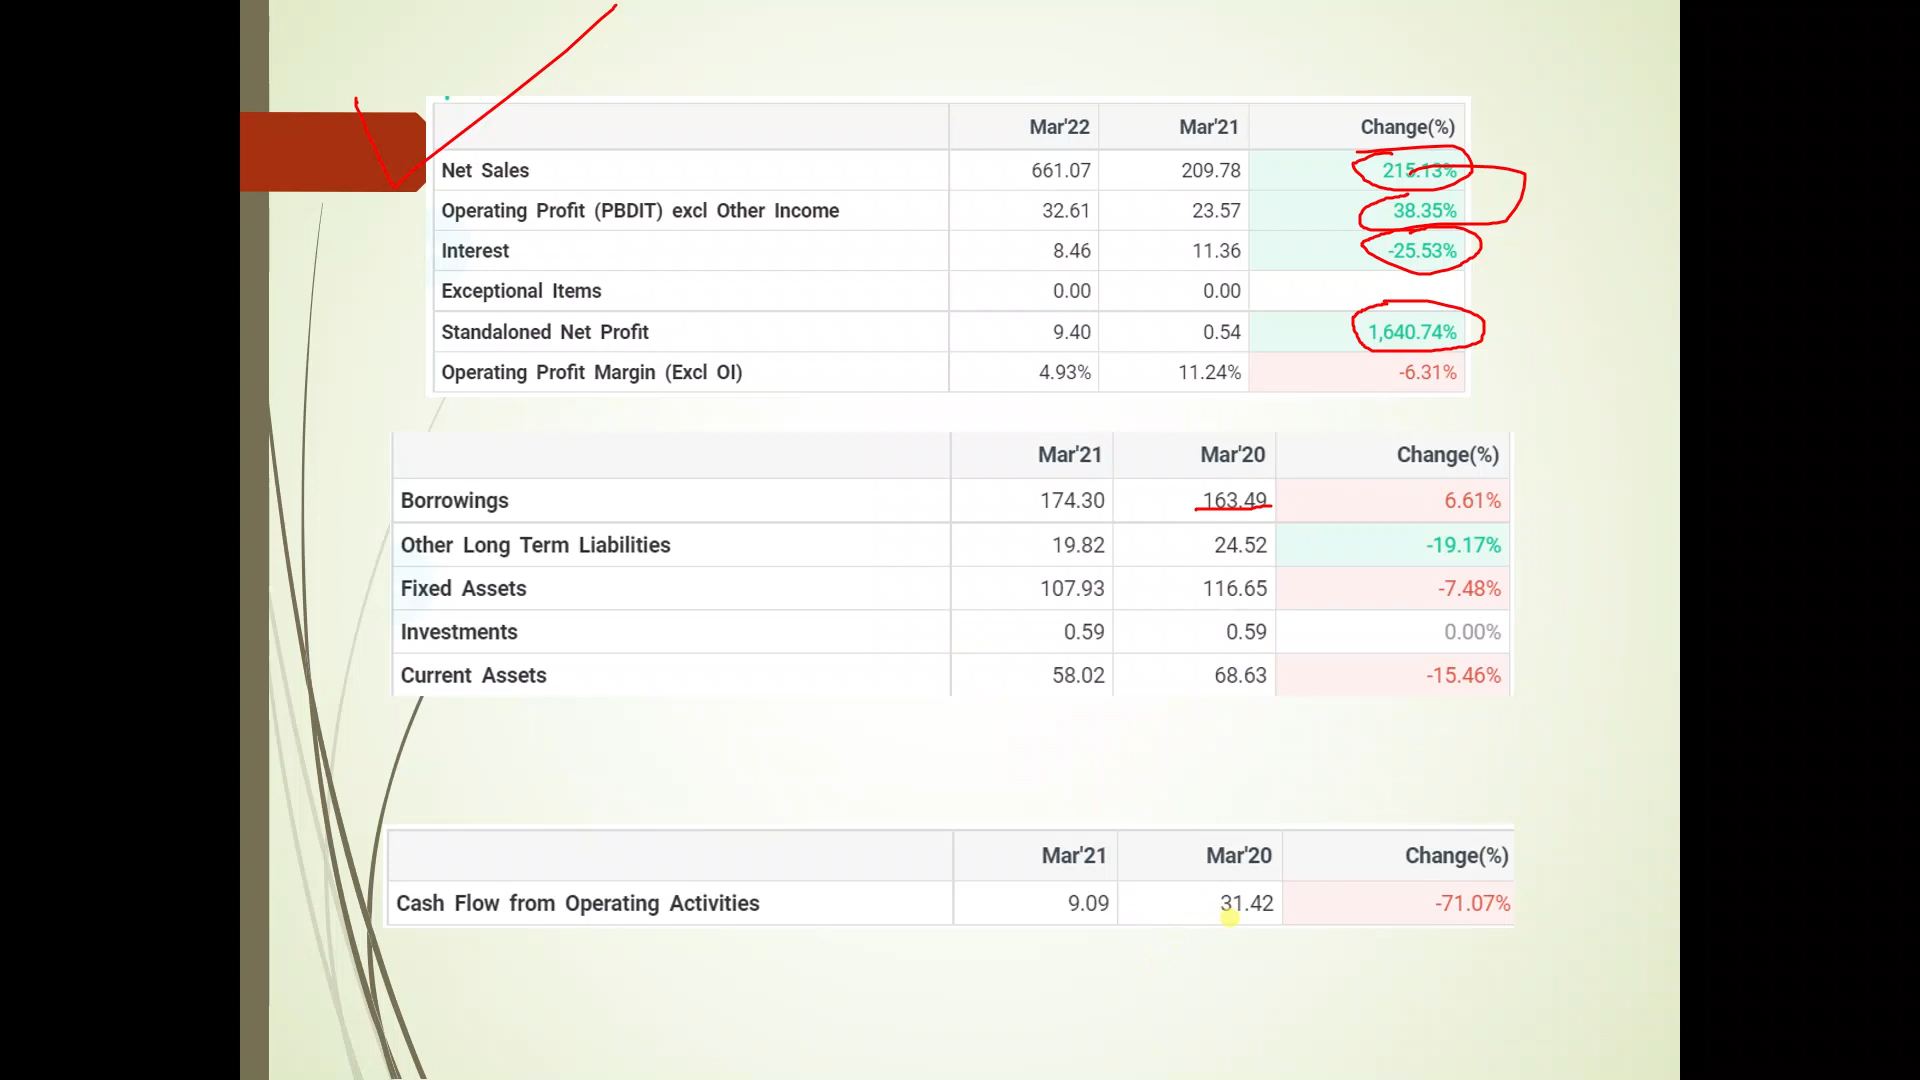 Mar'22 Mar'21 Change(%)
Net Sales 661.07 209.78 215.13%
Operating Profit (PBDIT) excl Other Income 32.61 23.57 38.35%
Interest 8.46 11.36 -25.53%
Exceptional Items 0.00 0.00
Standaloned Net Profit 9.40 0.54 1,640.74%
Operating Profit Margin (Excl OI) 4.93% 11.24% -6.31%
Mar'21 Mar'20 Change(%)
Borrowings 174.30 163.49 6.61%
Other Long Term Liabilities 19.82 24.52 -19.17%
Fixed Assets 107.93 116.65 -7.48%
Investments 0.59 0.59 0.00%
Current Assets 58.02 68.63 -15.46%
Mar'21 Mar'20 Change(%)
Cash Flow from Operating Activities 9.09 31.42 -71.07%